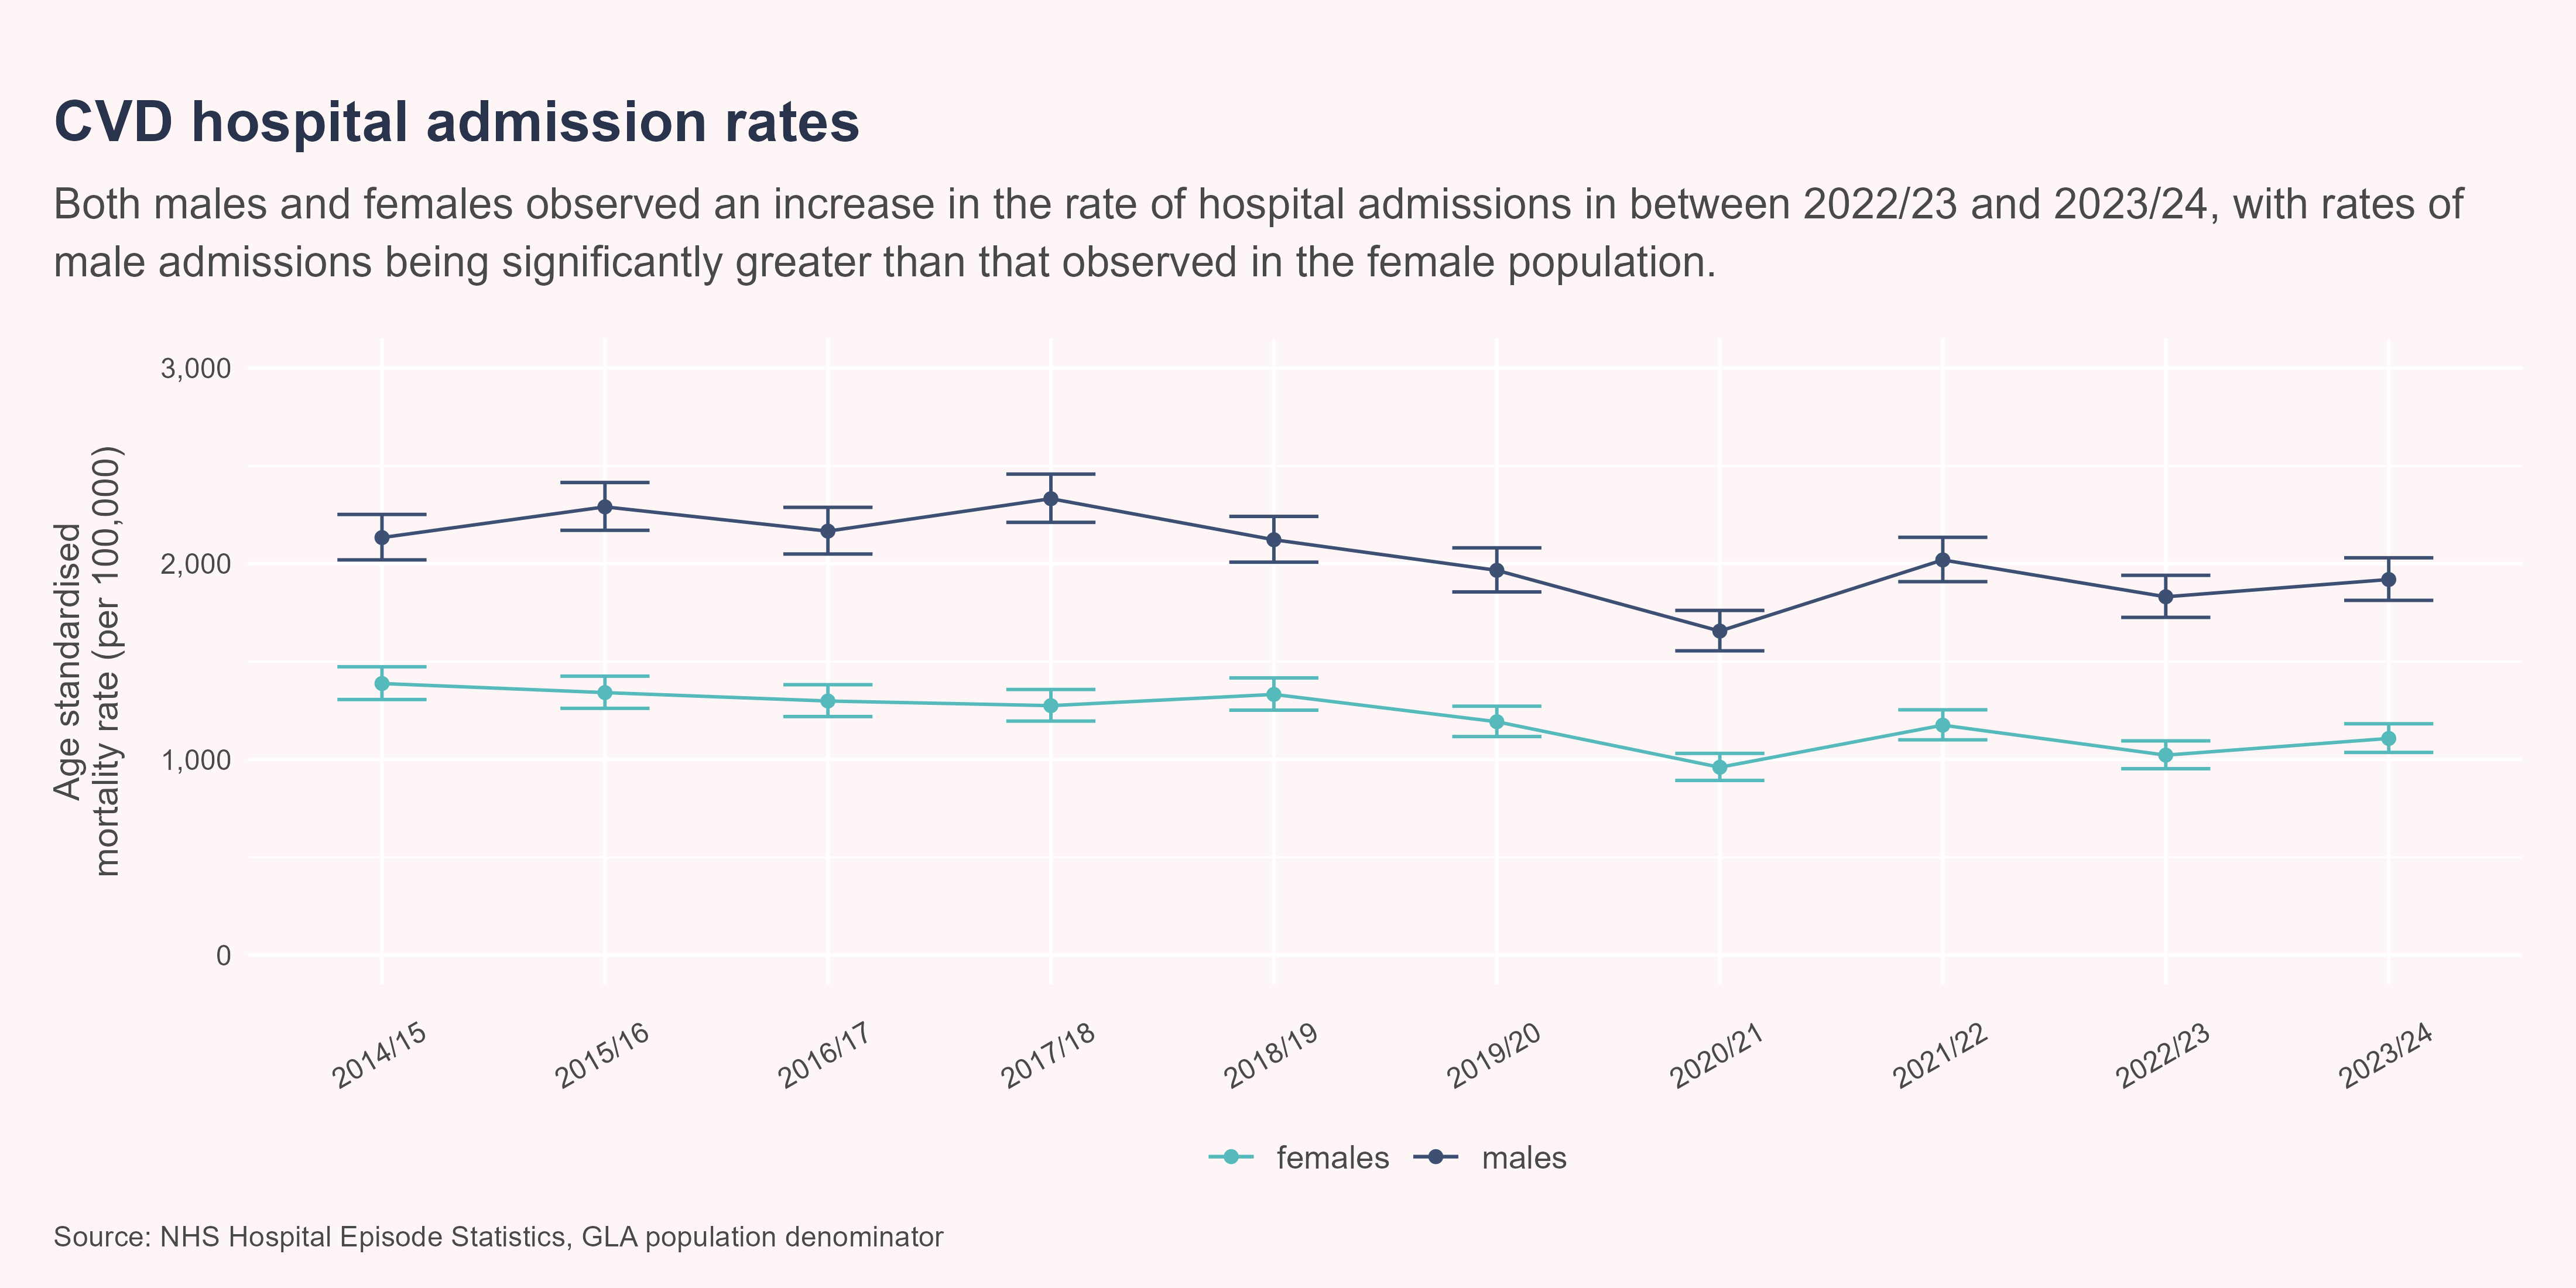 CVD hospital admission rates
Both males and females observed an increase in the rate of hospital admissions in between 2022/23 and 2023/24, with rates of
male admissions being significantly greater than that observed in the female population.
Age standardised
mortality rate (per 100,000)
3,000
2,000
1,000
0
2014/15
2015/16
2016/17
2017/18
2018/19
2019/20
2020/21
2021/22
2022/23
2023/24
females
males
Source: NHS Hospital Episode Statistics, GLA population denominator